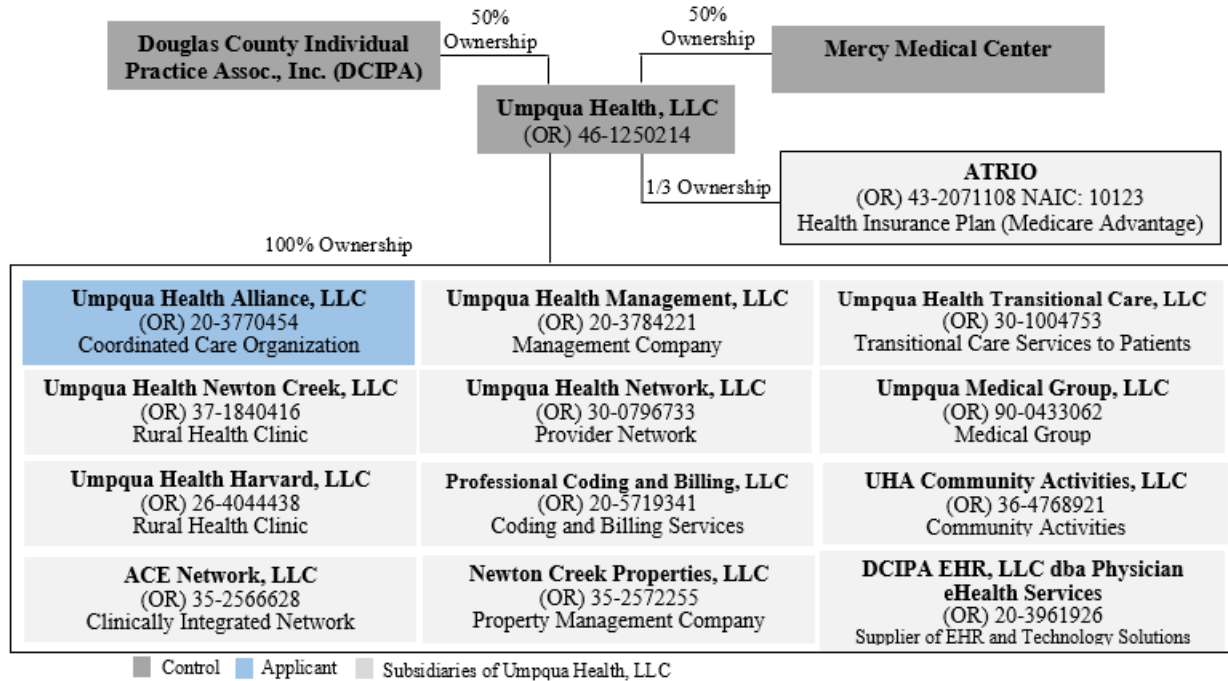 50%
Ownership
50%
Ownership
Douglas County Individual
Practice Assoc., Inc. (DCIPA)
Mercy Medical Center
Umpqua Health, LLC
(OR) 46-1250214
1/3 Ownership
ATRIO
(OR) 43-2071108 NAIC: 10123
Health Insurance Plan (Medicare Advantage)
100% Ownership
Umpqua Health Alliance, LLC
(OR) 20-3770454
Coordinated Care Organization
Umpqua Health Management, LLC
(OR) 20-3784221
Management Company
Umpqua Health Transitional Care, LLC
(OR) 30-1004753
Transitional Care Services to Patients
Umpqua Health Newton Creek, LLC
(OR) 37-1840416
Rural Health Clinic
Umpqua Health Network, LLC
(OR) 30-0796733
Provider Network
Umpqua Medical Group, LLC
(OR) 90-0433062
Medical Group
Umpqua Health Harvard, LLC
(OR) 26-4044438
Rural Health Clinic
Professional Coding and Billing, LLC
(OR) 20-5719341
Coding and Billing Services
UHA Community Activities, LLC
(OR) 36-4768921
Community Activities
ACE Network, LLC
(OR) 35-2566628
Clinically Integrated Network
Newton Creek Properties, LLC
(OR) 35-2572255
Property Management Company
DCIPA EHR, LLC dba Physician
eHealth Services
(OR) 20-3961926
Supplier of EHR and Technology Solutions
Control
Applicant
Subsidiaries of Umpqua Health, LLC